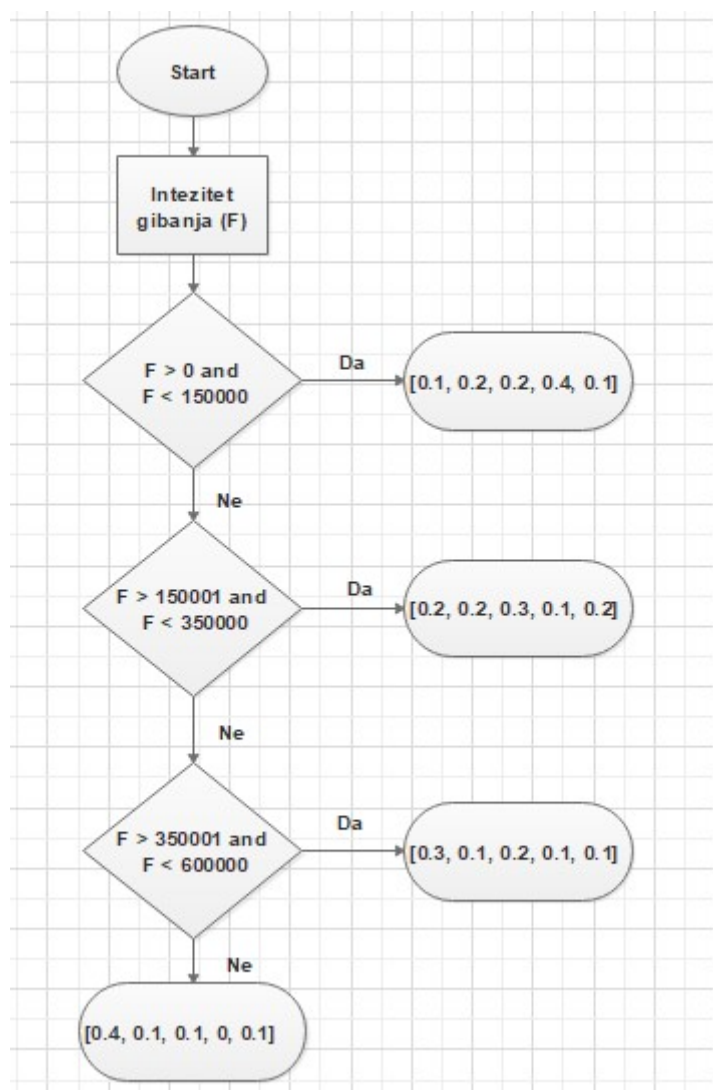 Start
Intezitet
gibanja (F)
F > 0 and
F < 150000
Da
[0.1, 0.2, 0.2, 0.4, 0.1]
Ne
F > 150001 and
F < 350000
Da
[0.2, 0.2, 0.3, 0.1, 0.2]
Ne
F > 350001 and
F < 600000
Da
[0.3, 0.1, 0.2, 0.1, 0.1]
Ne
[0.4, 0.1, 0.1, 0, 0.1]